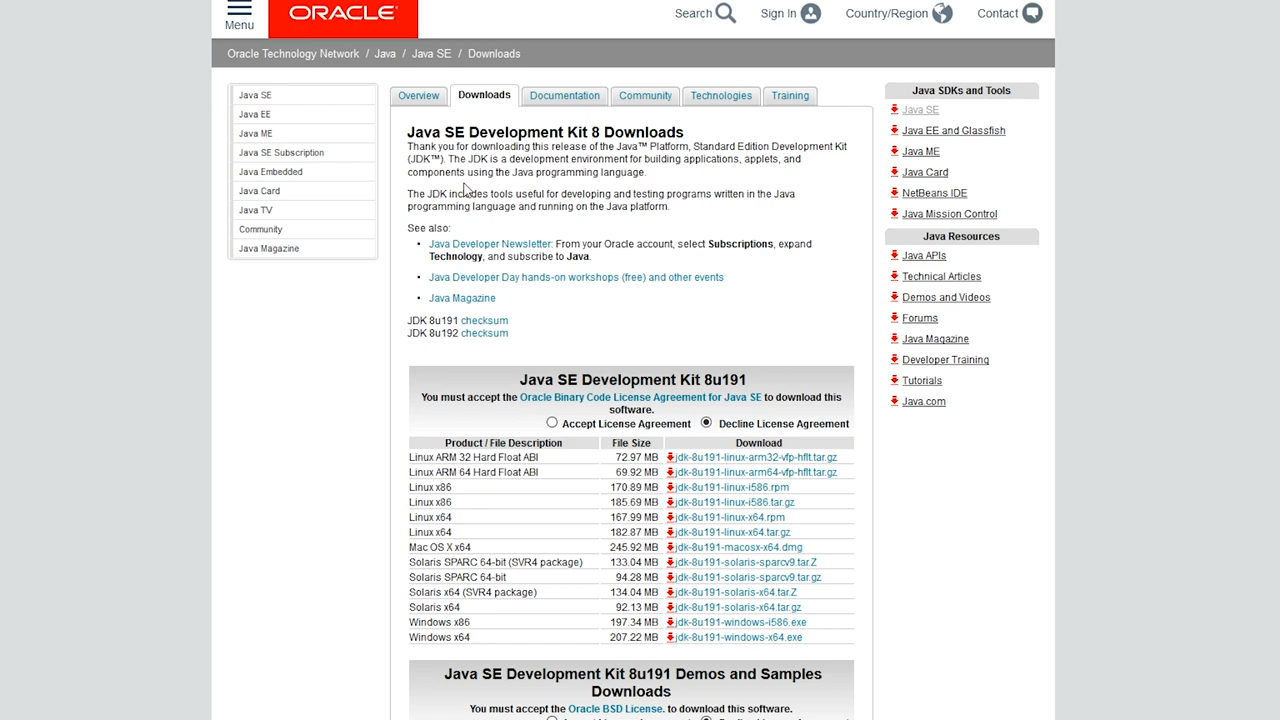 Menu
ORACLE
Search
Sign In
Country/Region
Contact
Oracle Technology Network / Java / Java SE / Downloads
Java SE
Java EE
Java ME
Java SE Subscription
Java Embedded
Java Card
Java TV
Community
Java Magazine
Overview
Downloads
Documentation
Community
Technologies
Training
Java SE Development Kit 8 Downloads
Thank you for downloading this release of the Java™ Platform, Standard Edition Development Kit
(JDK™). The JDK is a development environment for building applications, applets, and
components using the Java programming language.
The JDK includes tools useful for developing and testing programs written in the Java
programming language and running on the Java platform.
See also:
• Java Developer Newsletter: From your Oracle account, select Subscriptions, expand
Technology, and subscribe to Java.
• Java Developer Day hands-on workshops (free) and other events
• Java Magazine
JDK 8u191 checksum
JDK 8u192 checksum
Java SE Development Kit 8u191
You must accept the Oracle Binary Code License Agreement for Java SE to download this
software.
Accept License Agreement Decline License Agreement
Product / File Description File Size Download
Linux ARM 32 Hard Float ABI 72.97 MB jdk-8u191-linux-arm32-vfp-hflt.tar.gz
Linux ARM 64 Hard Float ABI 69.92 MB jdk-8u191-linux-arm64-vfp-hflt.tar.gz
Linux x86 170.89 MB jdk-8u191-linux-i586.rpm
Linux x86 185.69 MB jdk-8u191-linux-i586.tar.gz
Linux x64 167.99 MB jdk-8u191-linux-x64.rpm
Linux x64 182.87 MB jdk-8u191-linux-x64.tar.gz
Mac OS X x64 245.92 MB jdk-8u191-macosx-x64.dmg
Solaris SPARC 64-bit (SVR4 package) 133.04 MB jdk-8u191-solaris-sparcv9.tar.Z
Solaris SPARC 64-bit 94.28 MB jdk-8u191-solaris-sparcv9.tar.gz
Solaris x64 (SVR4 package) 134.04 MB jdk-8u191-solaris-x64.tar.Z
Solaris x64 92.13 MB jdk-8u191-solaris-x64.tar.gz
Windows x86 197.34 MB jdk-8u191-windows-i586.exe
Windows x64 207.22 MB jdk-8u191-windows-x64.exe
Java SE Development Kit 8u191 Demos and Samples
Downloads
You must accept the Oracle BSD License. to download this software.
Java SDKs and Tools
Java SE
Java EE and Glassfish
Java ME
Java Card
NetBeans IDE
Java Mission Control
Java Resources
Java APIs
Technical Articles
Demos and Videos
Forums
Java Magazine
Developer Training
Tutorials
Java.com